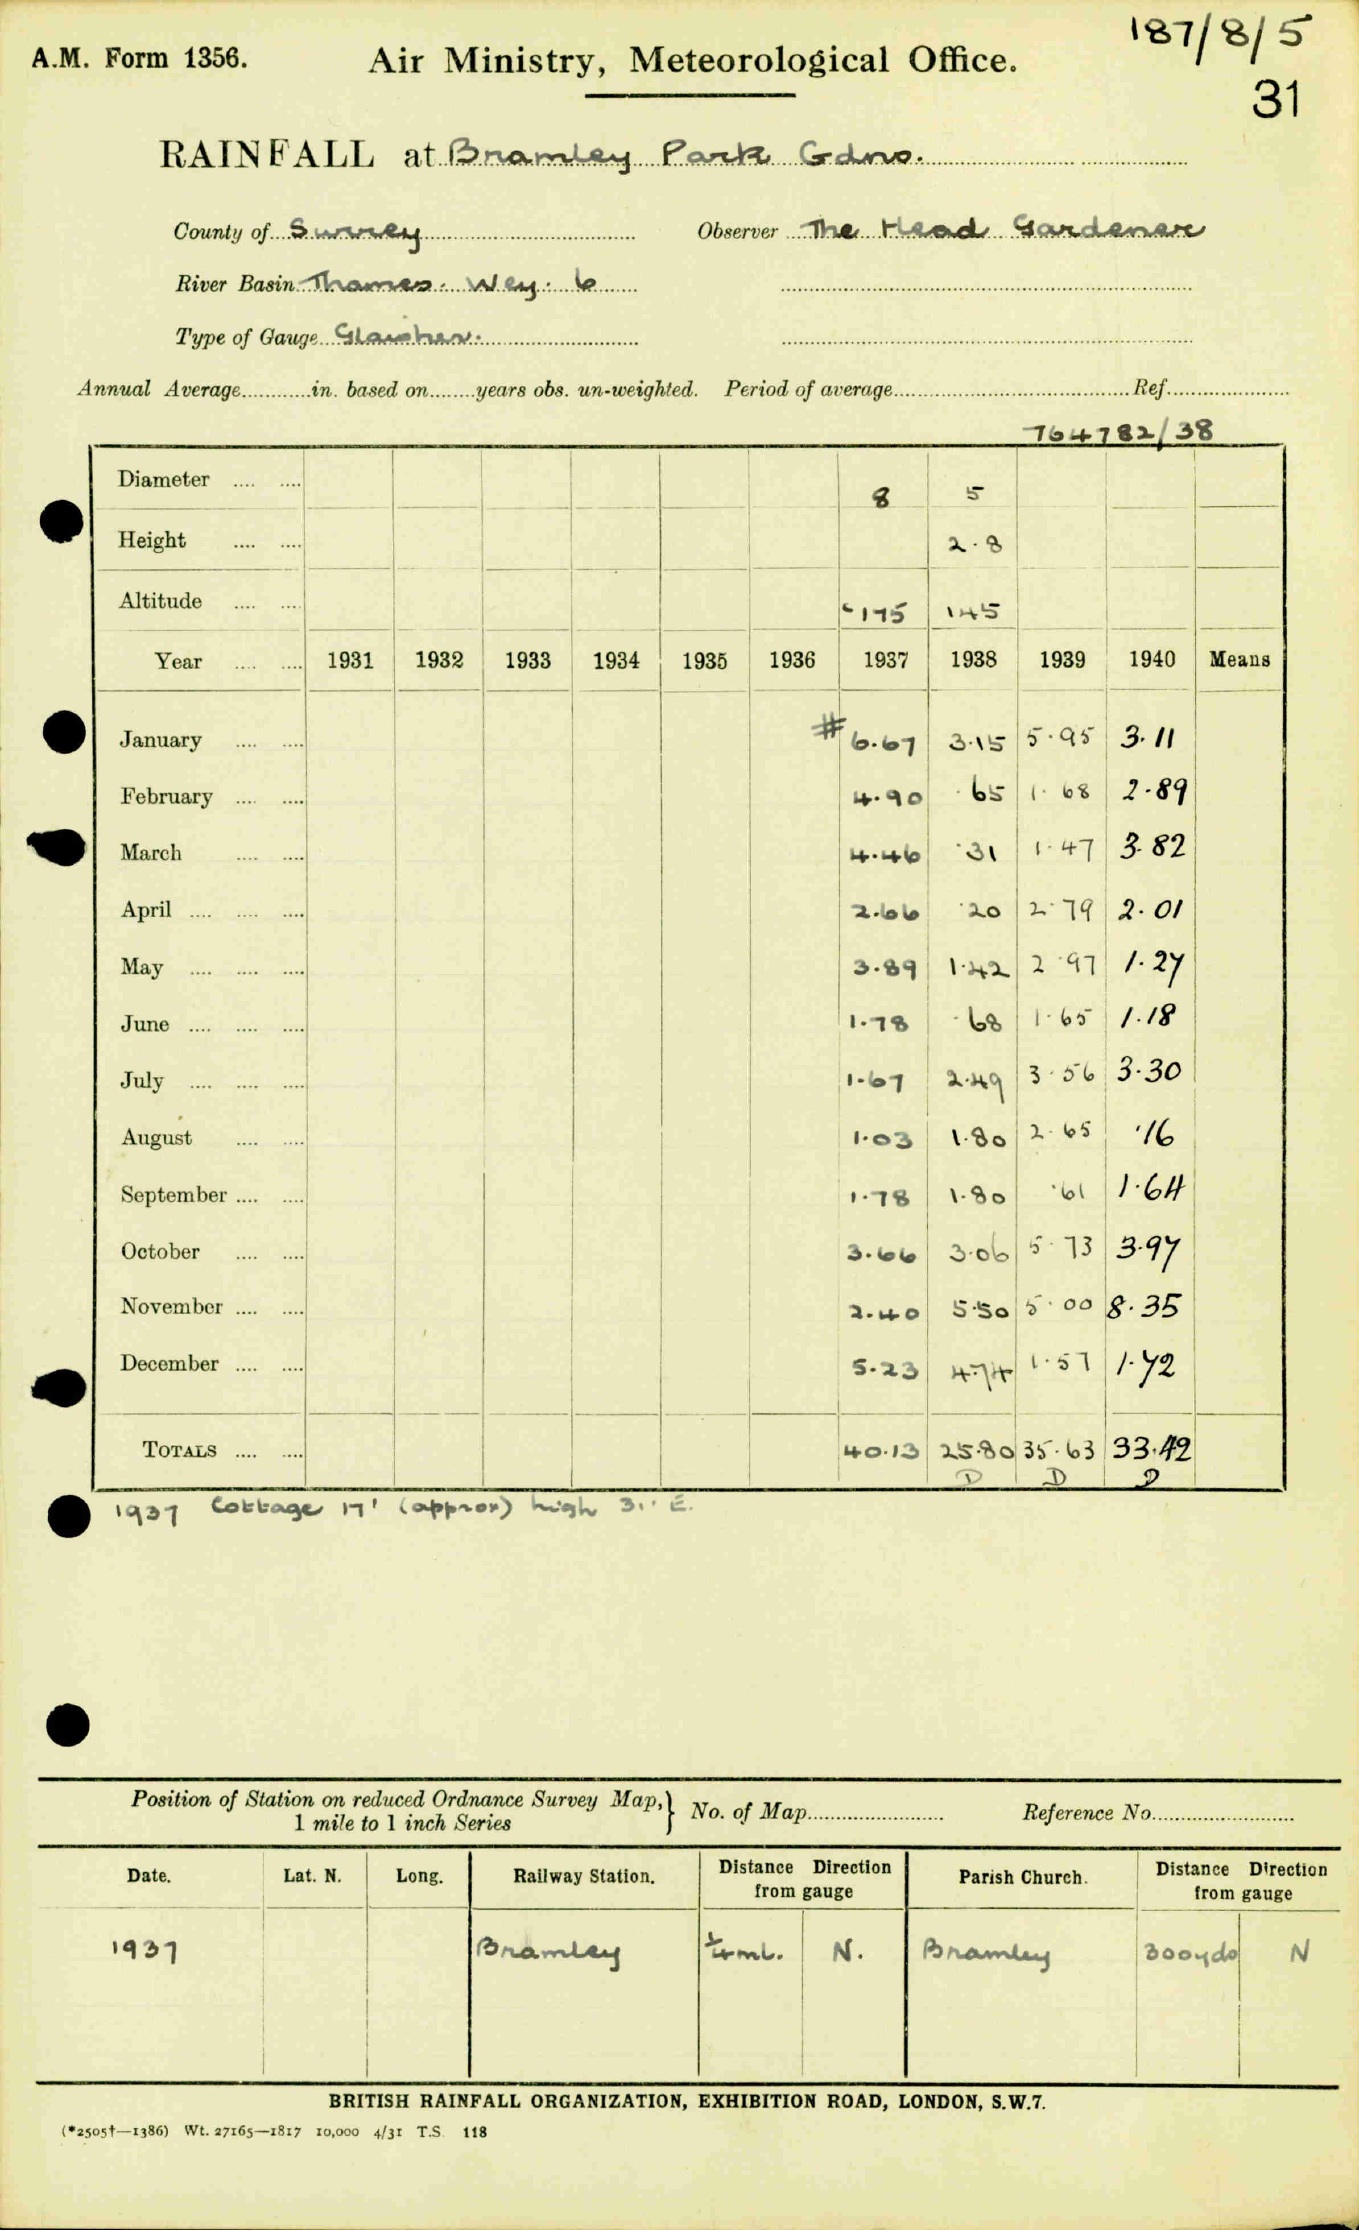 187/8/5
A.M. Form 1356. Air Ministry, Meteorological Office.
31
RAINFALL at Bramley Park Gdns.
County of Surrey Observer The Head Gardener
River Basin Thames. Wey. 6
Type of Gauge Glaisher.
Annual Average............in. based on........years obs. un-weighted. Period of average.............Ref.............
764782/38
Diameter .... .... 8 5
Height .... .... 2.8
Altitude .... .... 175 145
Year .... .... 1931 1932 1933 1934 1935 1936 1937 1938 1939 1940 Means
January .... .... # 6.67 3.15 5.95 3.11
February .... .... 4.90 .65 1.68 2.89
March .... .... 4.46 .31 1.47 3.82
April .... .... .... 2.66 .20 2.79 2.01
May .... .... .... 3.89 1.42 2.97 1.27
June .... .... .... 1.78 .68 1.65 1.18
July .... .... .... 1.67 2.49 3.56 3.30
August .... .... 1.03 1.80 2.65 .16
September .... .... 1.78 1.80 .61 1.64
October .... .... 3.66 3.06 5.73 3.97
November .... .... 2.40 5.50 5.00 8.35
December .... .... 5.23 4.74 1.57 1.72
TOTALS .... .... 40.13 25.80 35.63 33.42
D D D
1937 Cottage 17' (approx) high 31' E.
Position of Station on reduced Ordnance Survey Map,} No. of Map............ Reference No............
1 mile to 1 inch Series
Date. Lat. N. Long. Railway Station. Distance Direction from gauge Parish Church. Distance Direction from gauge
1937 Bramley ¼ ml. N. Bramley 300yds N
BRITISH RAINFALL ORGANIZATION, EXHIBITION ROAD, LONDON, S.W.7.
(*2505†—1386) Wt. 27165—1817 10,000 4/31 T.S. 118